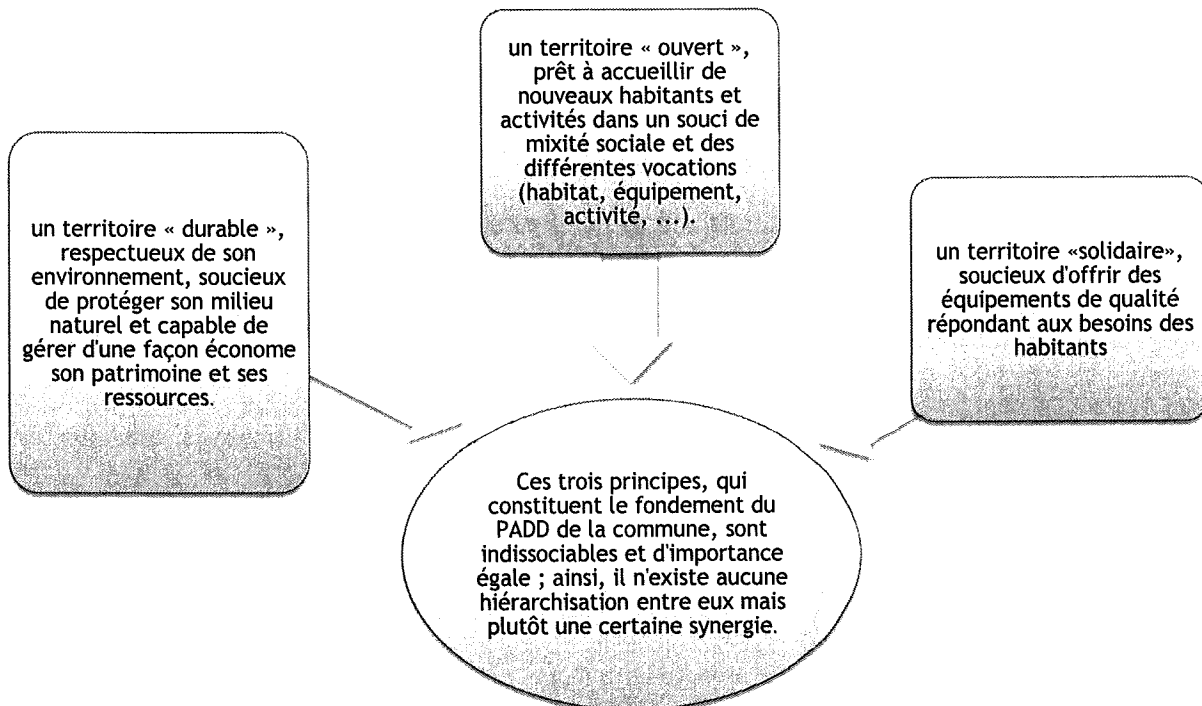 un territoire « durable »,
respectueux de son
environnement, soucieux
de protéger son milieu
naturel et capable de
gérer d'une façon économe
son patrimoine et ses
ressources.
un territoire « ouvert »,
prêt à accueillir de
nouveaux habitants et
activités dans un souci de
mixité sociale et des
différentes vocations
(habitat, équipement,
activité, ...).
un territoire «solidaire»,
soucieux d'offrir des
équipements de qualité
répondant aux besoins des
habitants
Ces trois principes, qui
constituent le fondement du
PADD de la commune, sont
indissociables et d'importance
égale ; ainsi, il n'existe aucune
hiérarchisation entre eux mais
plutôt une certaine synergie.